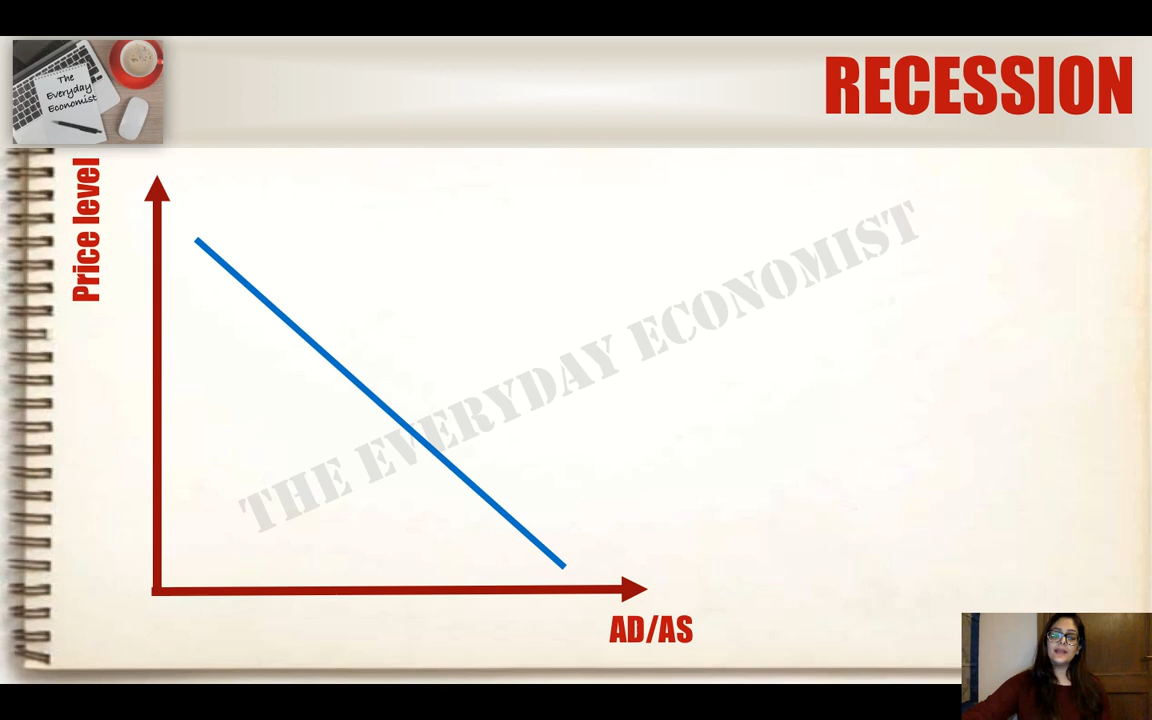 The
Everyday
Economist
RECESSION
Price level
THE EVERYDAY ECONOMIST
AD/AS